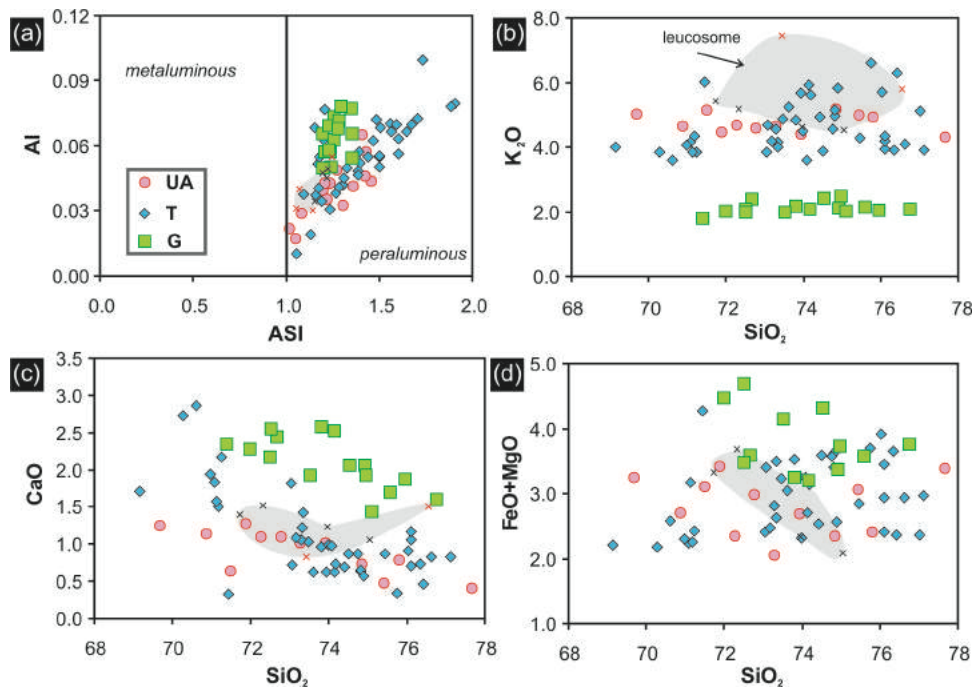 (a)
0.12
0.09
0.06
0.03
0.00
AI
metaluminous
peraluminous
UA
T
G
0.0 0.5 1.0 1.5 2.0
ASI
(b)
8.0
6.0
4.0
2.0
0.0
K₂O
leucosome
68 70 72 74 76 78
SiO₂
(c)
3.5
3.0
2.5
2.0
1.5
1.0
0.5
0.0
CaO
68 70 72 74 76 78
SiO₂
(d)
5.0
4.0
3.0
2.0
1.0
FeO+MgO
68 70 72 74 76 78
SiO₂